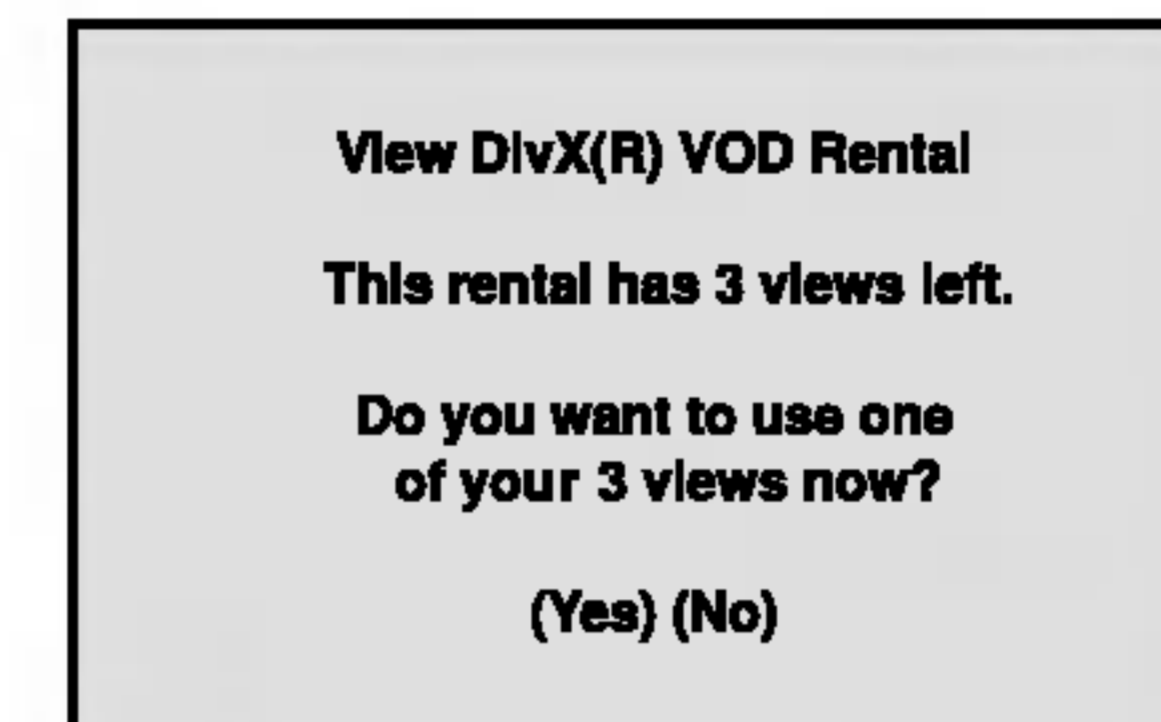 View DivX(R) VOD Rental
This rental has 3 views left.
Do you want to use one
of your 3 views now?
(Yes) (No)